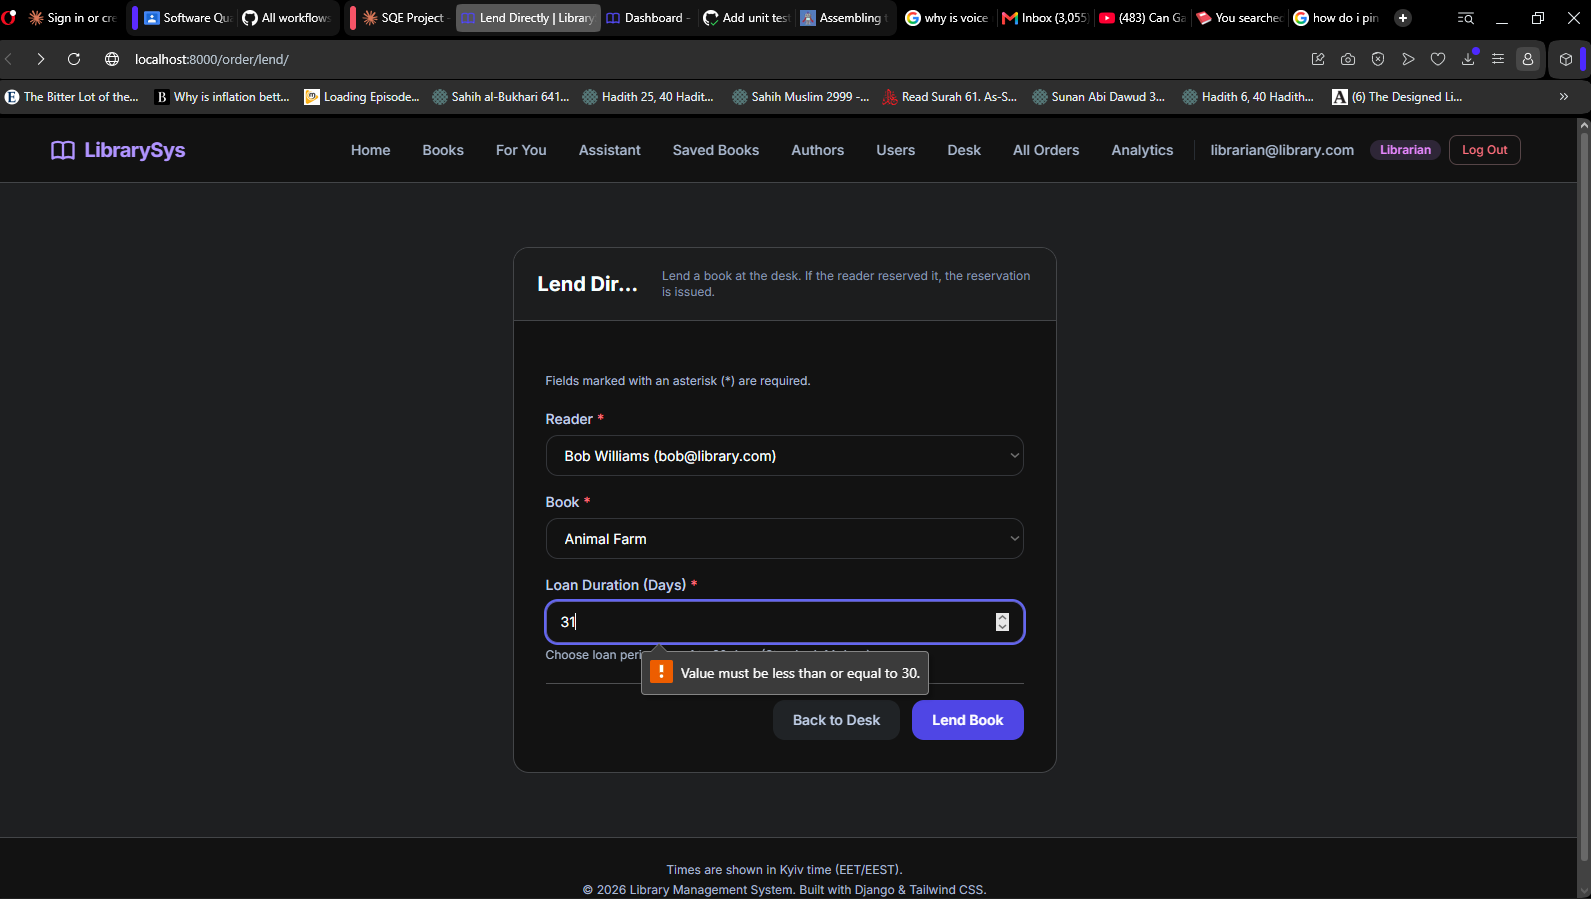 Sign in or cre
Software Qu
All workflows
SQE Project -
Lend Directly | Library
Dashboard -
Add unit test
Assembling t
why is voice
Inbox (3,055)
(483) Can Ga
You searched
how do i pin
localhost:8000/order/lend/
The Bitter Lot of the...
B Why is inflation bett...
Loading Episode...
Sahih al-Bukhari 641...
Hadith 25, 40 Hadit...
Sahih Muslim 2999 -...
Read Surah 61. As-S...
Sunan Abi Dawud 3...
Hadith 6, 40 Hadith...
A (6) The Designed Li...
LibrarySys
Home
Books
For You
Assistant
Saved Books
Authors
Users
Desk
All Orders
Analytics
librarian@library.com
Librarian
Log Out
Lend Dir...
Lend a book at the desk. If the reader reserved it, the reservation
is issued.
Fields marked with an asterisk (*) are required.
Reader *
Bob Williams (bob@library.com)
Book *
Animal Farm
Loan Duration (Days) *
31
Choose loan peri
! Value must be less than or equal to 30.
Back to Desk
Lend Book
Times are shown in Kyiv time (EET/EEST).
© 2026 Library Management System. Built with Django & Tailwind CSS.